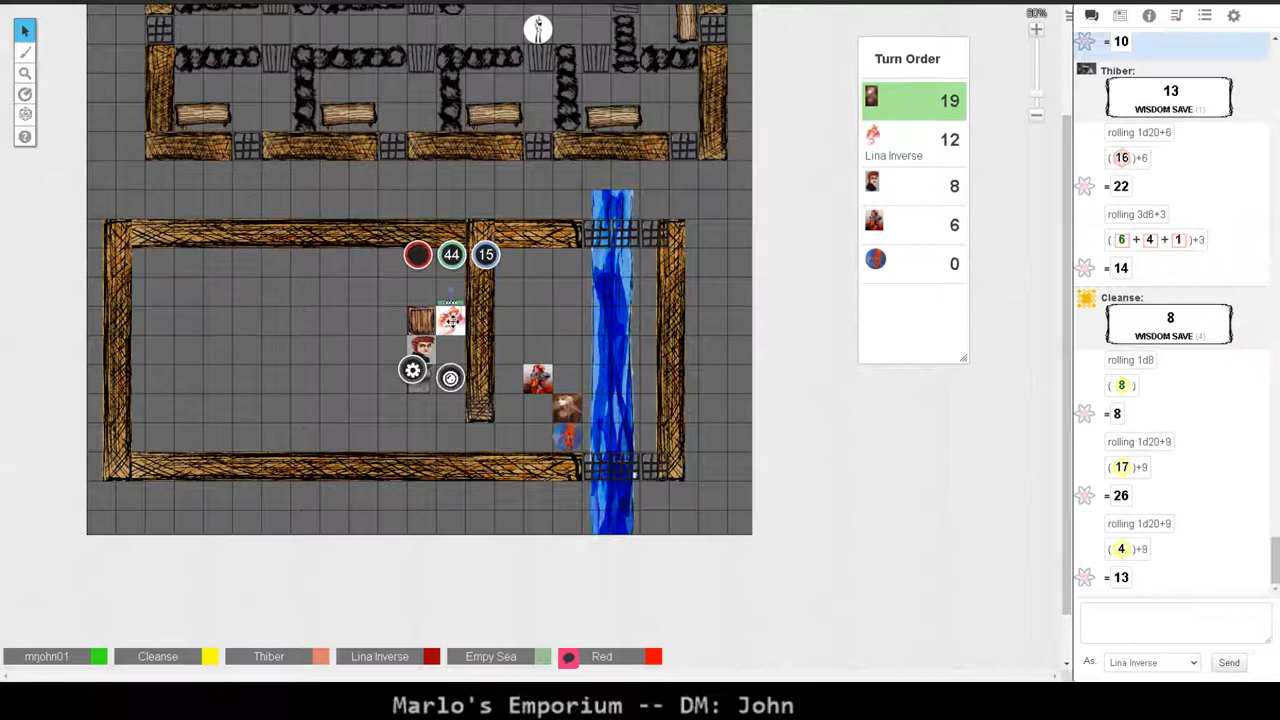 80%
Turn Order
19
12
Lina Inverse
8
6
0
44
15
= 10
Thiber:
13
WISDOM SAVE (1)
rolling 1d20+6
(16)+6
= 22
rolling 3d6+3
(6+4+1)+3
= 14
Cleanse:
8
WISDOM SAVE (4)
rolling 1d8
(8)
= 8
rolling 1d20+9
(17)+9
= 26
rolling 1d20+9
(4)+9
= 13
As: Lina Inverse Send
mrjohn01 Cleanse Thiber Lina Inverse Empy Sea Red
Marlo's Emporium -- DM: John